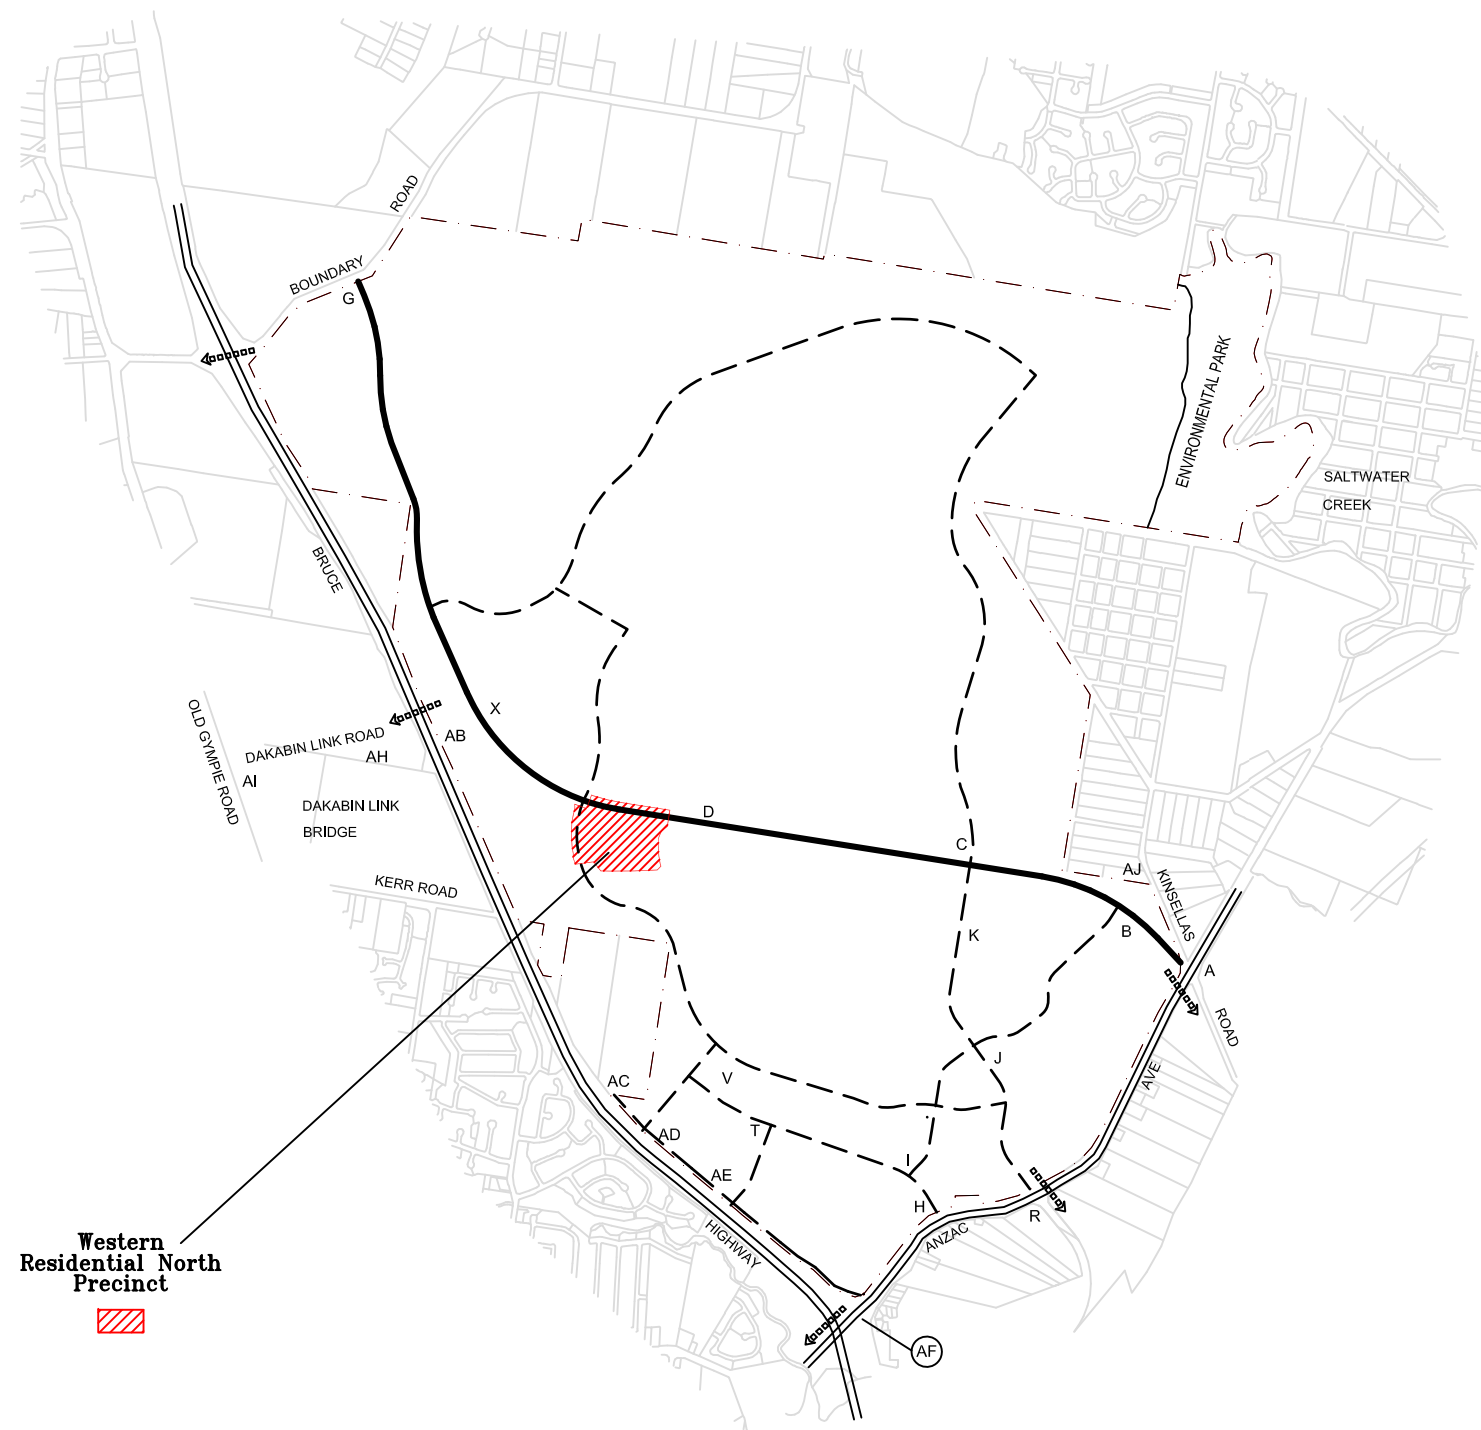 ROAD
BOUNDARY
G
ENVIRONMENTAL PARK
SALTWATER
CREEK
BRUCE
OLD GYMPIE ROAD
X
DAKABIN LINK ROAD
AB
AH
AI
DAKABIN LINK
BRIDGE
D
C
AJ
KINSELLAS
KERR ROAD
B
K
A
ROAD
J
AVE
AC
V
T
AD
I
AE
H
R
ANZAC
HIGHWAY
Western
Residential North
Precinct
AF